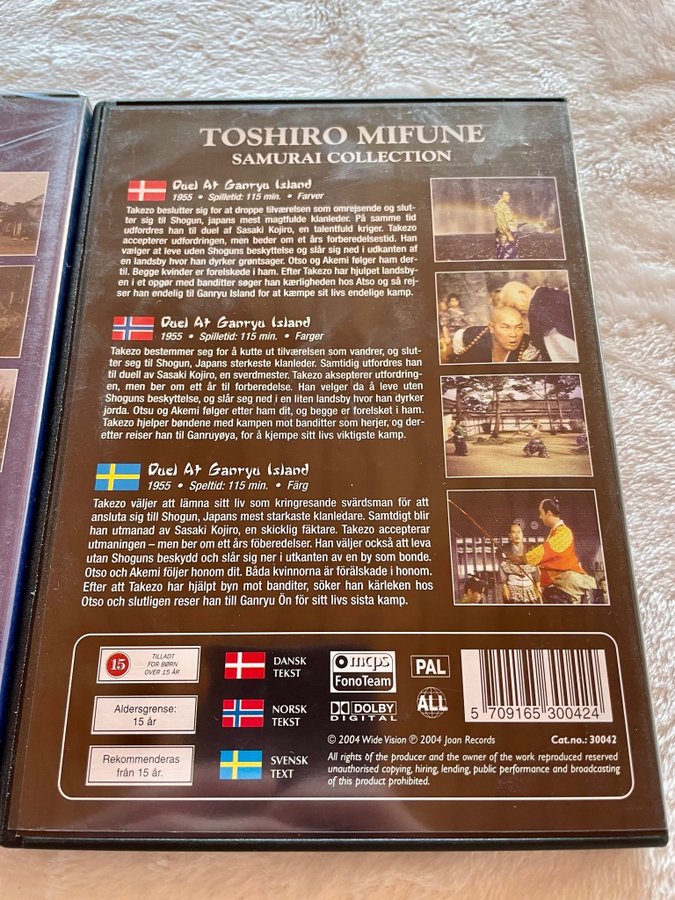 TOSHIRO MIFUNE
SAMURAI COLLECTION
Duel At Ganryu Island
1955 • Spilletid: 115 min. • Farver
Takezo beslutter sig for at droppe tilværelsen som omrejsende og slut-
ter sig til Shogun, japans mest magtfulde klanleder. På samme tid
udfordres han til duel af Sasaki Kojiro, en talentfuld kriger. Takezo
accepterer udfordringen, men beder om et års forberedelsestid. Han
vælger at leve uden Shoguns beskyttelse og slår sig ned i udkanten af
en landsby hvor han dyrker grøntsager. Otso og Akemi følger ham der-
til. Begge kvinder er forelskede i ham. Efter Takezo har hjulpet landsby-
en i et opgør med banditter søger han kærligheden hos Atso og så rej-
ser han endelig til Ganryu Island for at kæmpe sit livs endelige kamp.
Duel At Ganryu Island
1955 • Spilletid: 115 min. • Farger
Takezo bestemmer seg for å kutte ut tilværelsen som vandrer, og slut-
ter seg til Shogun, Japans sterkeste klanleder. Samtidig utfordres han
til duell av Sasaki Kojiro, en sverdmester. Takezo aksepterer utfordrin-
gen, men ber om ett år til forberedelse. Han velger da å leve uten
Shoguns beskyttelse, og slår seg ned i en liten landsby hvor han dyrker
jorda. Otsu og Akemi følger etter ham dit, og begge er forelsket i ham.
Takezo hjelper bøndene med kampen mot banditter som herjer, og der-
etter reiser han til Ganruyøya, for å kjempe sitt livs viktigste kamp.
Duel At Ganryu Island
1955 • Speltid: 115 min. • Färg
Takezo väljer att lämna sitt liv som kringresande svärdsman för att
ansluta sig till Shogun, Japans mest starkaste klanledare. Samtdigt blir
han utmanad av Sasaki Kojiro, en skicklig fäktare. Takezo accepterar
utmaningen – men ber om ett års föberedelser. Han väljer också att leva
utan Shoguns beskydd och slår sig ner i utkanten av en by som bonde.
Otso och Akemi följer honom dit. Båda kvinnorna är förälskade i honom.
Efter att Takezo har hjälpt byn mot banditer, söker han kärleken hos
Otso och slutligen reser han till Ganryu Ön för sitt livs sista kamp.
15
TILLADT
FOR BØRN
OVER 15 ÅR
Aldersgrense:
15 år
Rekommenderas
från 15 år.
DANSK
TEKST
NORSK
TEKST
SVENSK
TEXT
mcps
FonoTeam
DOLBY
DIGITAL
PAL
ALL
5 709165 300424
© 2004 Wide Vision ℗ 2004 Joan Records
Cat.no.: 30042
All rights of the producer and the owner of the work reproduced reserved
unauthorised copying, hiring, lending, public performance and broadcasting
of this product prohibited.